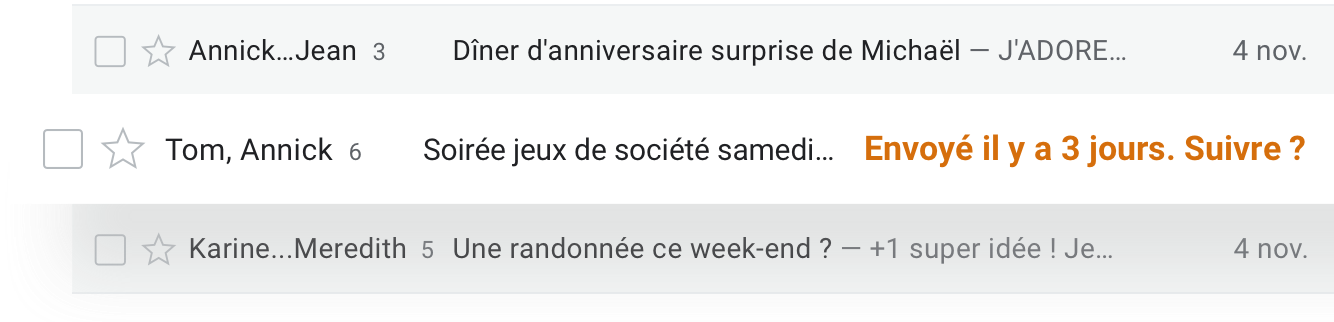 Annick…Jean 3 Dîner d'anniversaire surprise de Michaël — J'ADORE… 4 nov.
Tom, Annick 6 Soirée jeux de société samedi… Envoyé il y a 3 jours. Suivre ?
Karine...Meredith 5 Une randonnée ce week-end ? — +1 super idée ! Je… 4 nov.